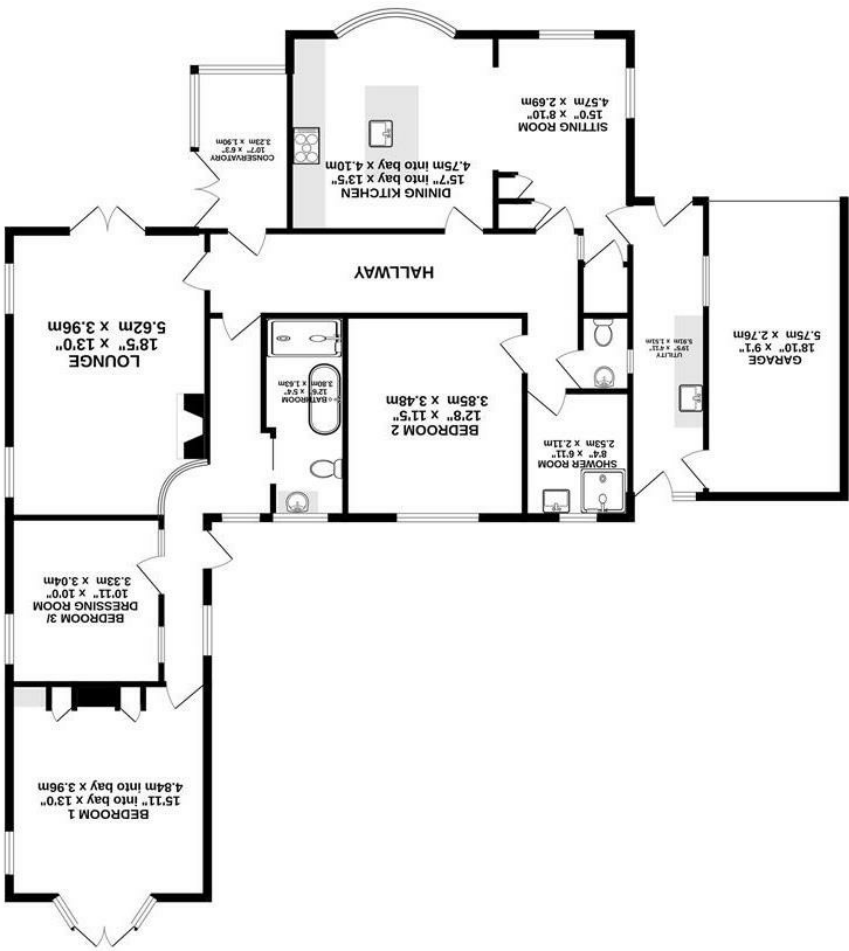 BEDROOM 1
15'11" into bay x 13'0"
4.84m into bay x 3.96m
BEDROOM 3/
DRESSING ROOM
10'11" x 10'0"
3.33m x 3.04m
SHOWER ROOM
8'4" x 6'11"
2.53m x 2.11m
BEDROOM 2
12'8" x 11'5"
3.85m x 3.48m
BATHROOM
12'6" x 5'4"
3.80m x 1.63m
GARAGE
18'10" x 9'1"
5.75m x 2.76m
UTILITY
19'5" x 4'11"
5.91m x 1.51m
LOUNGE
18'5" x 13'0"
5.62m x 3.96m
HALLWAY
DINING KITCHEN
15'7" into bay x 13'5"
4.75m into bay x 4.10m
CONSERVATORY
10'7" x 6'3"
3.23m x 1.90m
SITTING ROOM
15'0" x 8'10"
4.57m x 2.69m